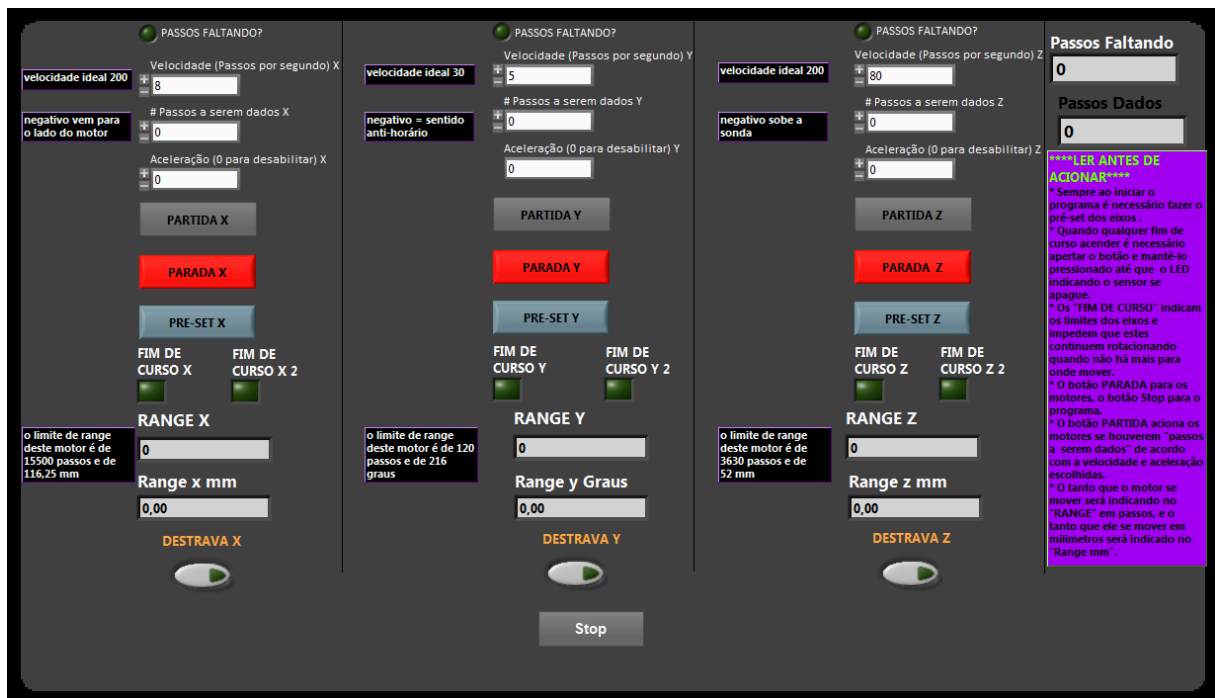 PASSOS FALTANDO?
Velocidade (Passos por segundo) X
velocidade ideal 200
8
# Passos a serem dados X
negativo vem para
o lado do motor
0
Aceleração (0 para desabilitar) X
0
PARTIDA X
PARADA X
PRE-SET X
FIM DE
CURSO X
FIM DE
CURSO X 2
RANGE X
o limite de range
deste motor é de
15500 passos e de
116,25 mm
0
Range x mm
0,00
DESTRAVA X
PASSOS FALTANDO?
Velocidade (Passos por segundo) Y
velocidade ideal 30
5
# Passos a serem dados Y
negativo = sentido
anti-horário
0
Aceleração (0 para desabilitar) Y
0
PARTIDA Y
PARADA Y
PRE-SET Y
FIM DE
CURSO Y
FIM DE
CURSO Y 2
RANGE Y
o limite de range
deste motor é de 120
passos e de 216
graus
0
Range y Graus
0,00
DESTRAVA Y
PASSOS FALTANDO?
Velocidade (Passos por segundo) Z
velocidade ideal 200
80
# Passos a serem dados Z
negativo sobe a
sonda
0
Aceleração (0 para desabilitar) Z
0
PARTIDA Z
PARADA Z
PRE-SET Z
FIM DE
CURSO Z
FIM DE
CURSO Z 2
RANGE Z
o limite de range
deste motor é de
3630 passos e de
52 mm
0
Range z mm
0,00
DESTRAVA Z
Passos Faltando
0
Passos Dados
0
****LER ANTES DE
ACIONAR****
* Sempre ao iniciar o
programa é necessário fazer o
pré-set dos eixos .
* Quando qualquer fim de
curso acender é necessário
apertar o botão e mantê-lo
pressionado até que o LED
indicando o sensor se
apague.
* Os "FIM DE CURSO" indicam
os limites dos eixos e
impedem que estes
continuem rotacionando
quando não há mais para
onde mover.
* O botão PARADA para os
motores, o botão Stop para o
programa.
* O botão PARTIDA aciona os
motores se houverem "passos
a serem dados" de acordo
com a velocidade e aceleração
escolhidas.
* O tanto que o motor se
mover será indicando no
"RANGE" em passos, e o
tanto que ele se mover em
milimetros será indicado no
"Range mm".
Stop